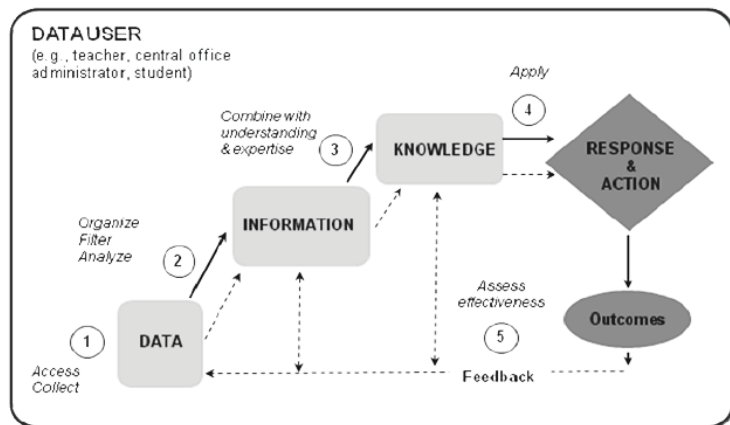 DATA USER
(e.g., teacher, central office
administrator, student)
Apply
4
Combine with
understanding
& expertise
3
KNOWLEDGE
RESPONSE
&
ACTION
Organize
Filter
Analyze
2
INFORMATION
Assess
effectiveness
5
Outcomes
1
DATA
Access
Collect
Feedback